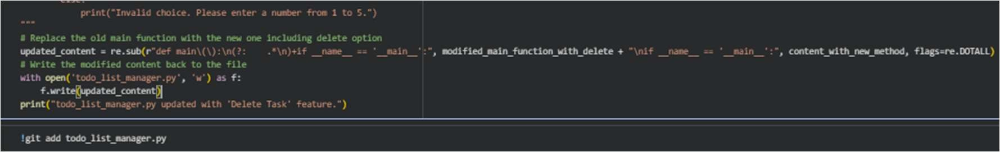 else:
print("Invalid choice. Please enter a number from 1 to 5.")
"""
# Replace the old main function with the new one including delete option
updated_content = re.sub(r"def main\(\):\n(?:    .*\n)+if __name__ == '__main__':", modified_main_function_with_delete + "\nif __name__ == '__main__':", content_with_new_method, flags=re.DOTALL)
# Write the modified content back to the file
with open('todo_list_manager.py', 'w') as f:
    f.write(updated_content)
print("todo_list_manager.py updated with 'Delete Task' feature.")
!git add todo_list_manager.py